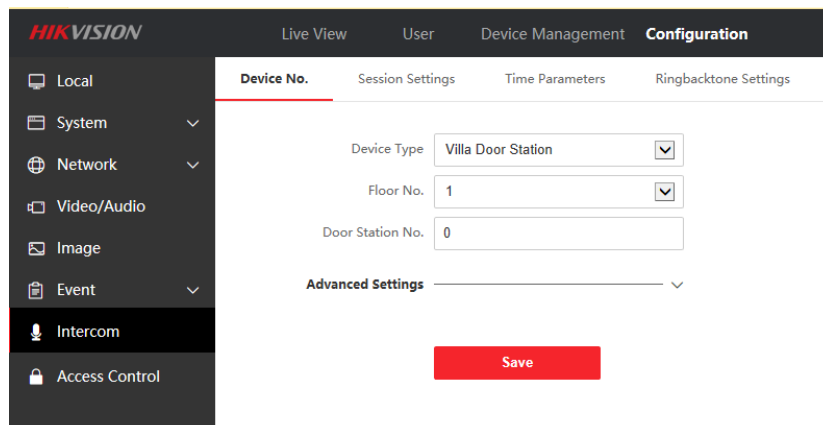 HIKVISION Live View User Device Management Configuration
Local
System
Network
Video/Audio
Image
Event
Intercom
Access Control
Device No. Session Settings Time Parameters Ringbacktone Settings
Device Type Villa Door Station
Floor No. 1
Door Station No. 0
Advanced Settings
Save